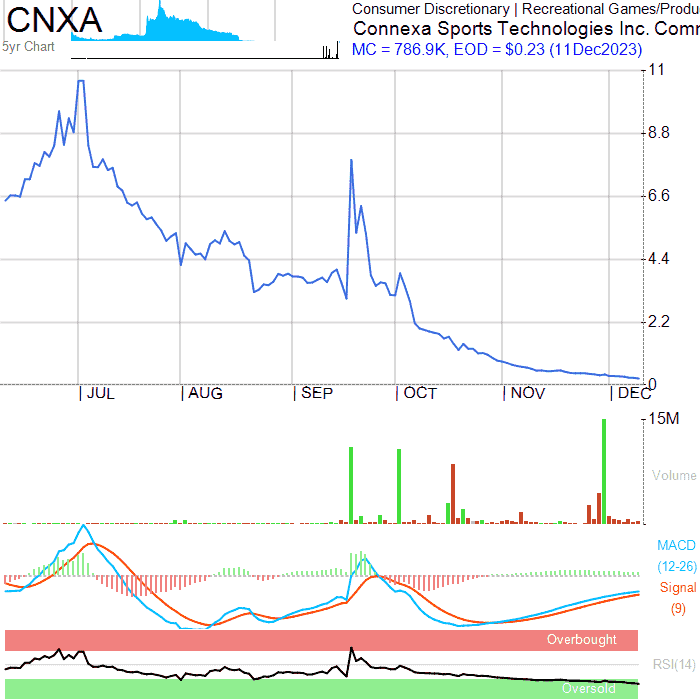 CNXA
Consumer Discretionary | Recreational Games/Produ
Connexa Sports Technologies Inc. Comm
5yr Chart
MC = 786.9K, EOD = $0.23 (11Dec2023)
11
8.8
6.6
4.4
2.2
0
JUL AUG SEP OCT NOV DEC
15M
Volume
MACD
(12-26)
Signal
(9)
Overbought
RSI(14)
Oversold